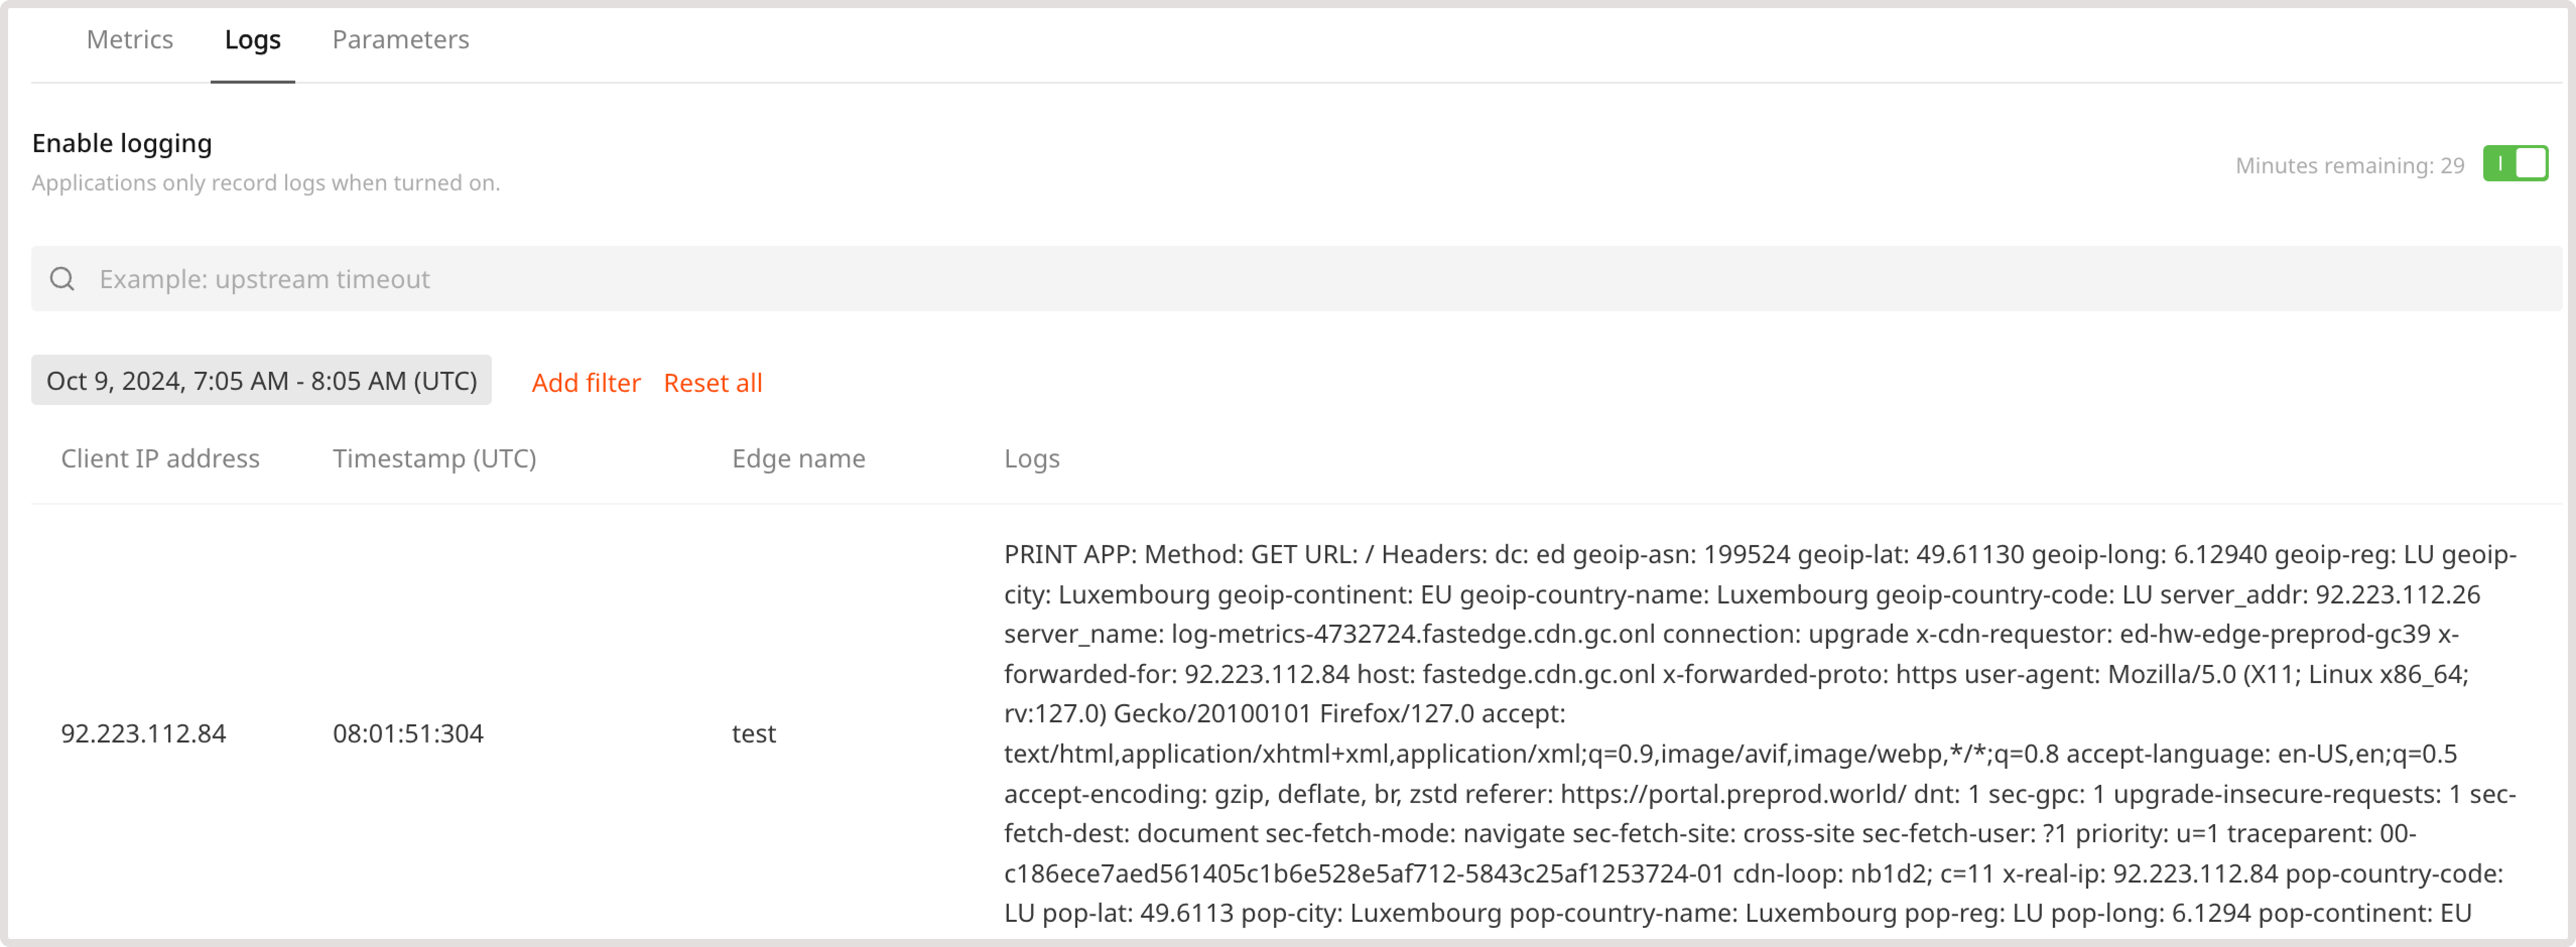 Metrics Logs Parameters
Enable logging
Applications only record logs when turned on.
Minutes remaining: 29
Example: upstream timeout
Oct 9, 2024, 7:05 AM - 8:05 AM (UTC) Add filter Reset all
Client IP address Timestamp (UTC) Edge name Logs
92.223.112.84 08:01:51:304 test
PRINT APP: Method: GET URL: / Headers: dc: ed geoip-asn: 199524 geoip-lat: 49.61130 geoip-long: 6.12940 geoip-reg: LU geoip-
city: Luxembourg geoip-continent: EU geoip-country-name: Luxembourg geoip-country-code: LU server_addr: 92.223.112.26
server_name: log-metrics-4732724.fastedge.cdn.gc.onl connection: upgrade x-cdn-requestor: ed-hw-edge-preprod-gc39 x-
forwarded-for: 92.223.112.84 host: fastedge.cdn.gc.onl x-forwarded-proto: https user-agent: Mozilla/5.0 (X11; Linux x86_64;
rv:127.0) Gecko/20100101 Firefox/127.0 accept:
text/html,application/xhtml+xml,application/xml;q=0.9,image/avif,image/webp,*/*;q=0.8 accept-language: en-US,en;q=0.5
accept-encoding: gzip, deflate, br, zstd referer: https://portal.preprod.world/ dnt: 1 sec-gpc: 1 upgrade-insecure-requests: 1 sec-
fetch-dest: document sec-fetch-mode: navigate sec-fetch-site: cross-site sec-fetch-user: ?1 priority: u=1 traceparent: 00-
c186ece7aed561405c1b6e528e5af712-5843c25af1253724-01 cdn-loop: nb1d2; c=11 x-real-ip: 92.223.112.84 pop-country-code:
LU pop-lat: 49.6113 pop-city: Luxembourg pop-country-name: Luxembourg pop-reg: LU pop-long: 6.1294 pop-continent: EU